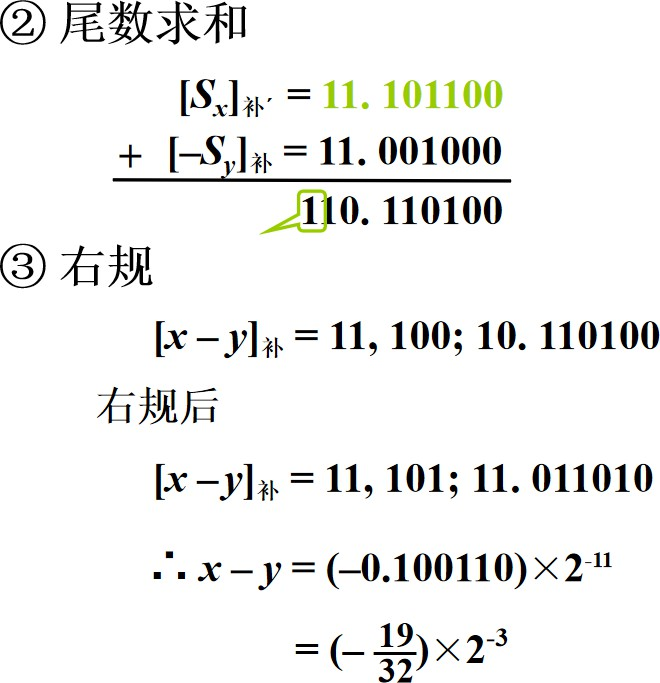 ② 尾数求和
[Sx]补′ = 11. 101100
+ [–Sy]补 = 11. 001000
110. 110100
③ 右规
[x – y]补 = 11, 100; 10. 110100
右规后
[x –y]补 = 11, 101; 11. 011010
∴ x – y = (–0.100110)×2-11
= (– 19/32)×2-3